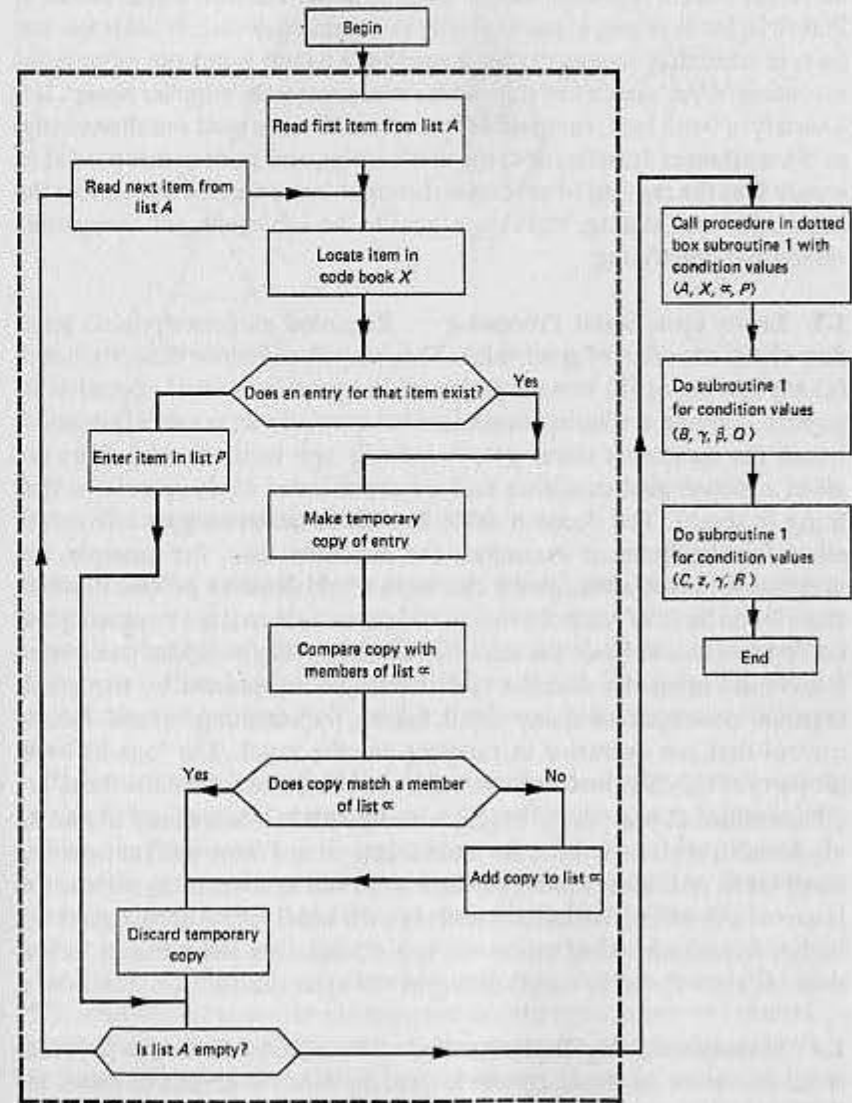 Begin
Read first item from list A
Read next item from
list A
Locate item in
code book X
Does an entry for that item exist?
Yes
Enter item in list P
Make temporary
copy of entry
Compare copy with
members of list ∝
Yes
Does copy match a member
of list ∝
No
Add copy to list ∝
Discard temporary
copy
Is list A empty?
Call procedure in dotted
box subroutine 1 with
condition values
(A, X, ∝, P)
Do subroutine 1
for condition values
(B, γ, β, Q)
Do subroutine 1
for condition values
(C, z, γ, R)
End